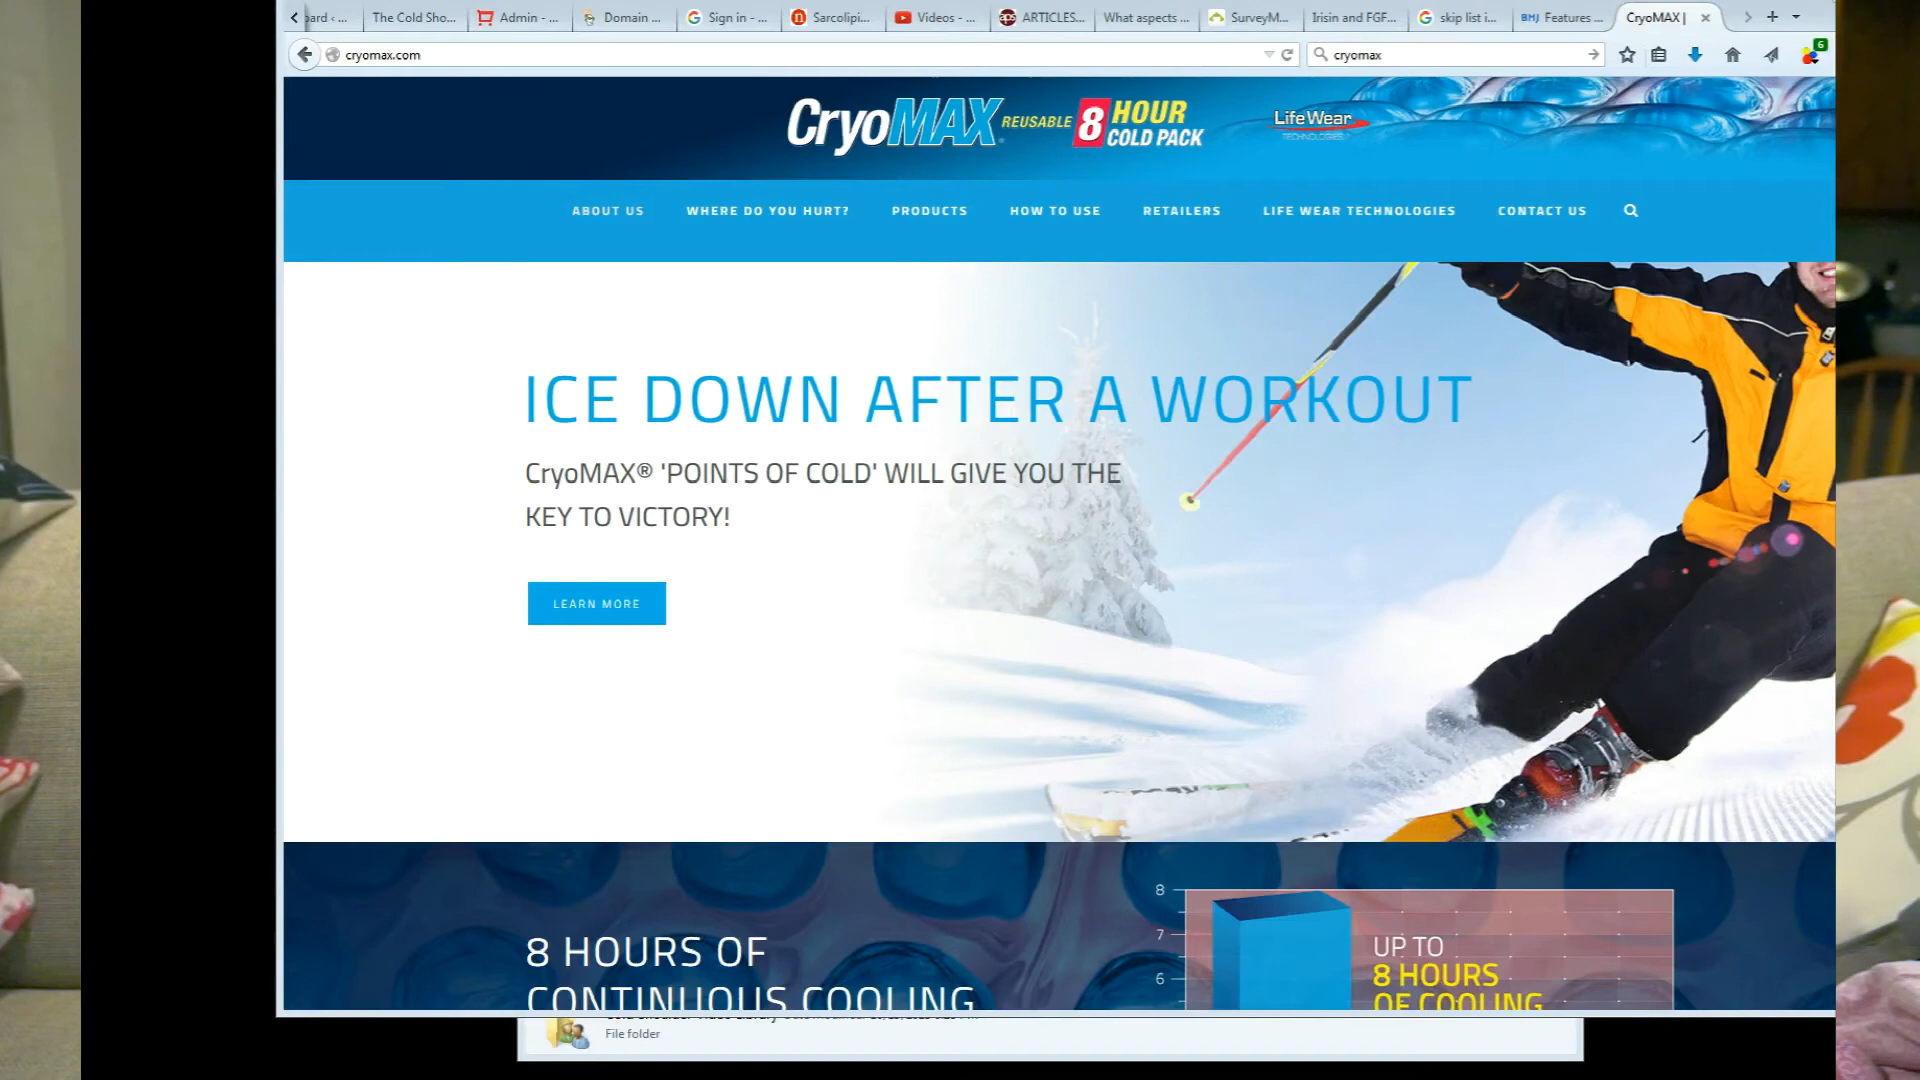 ard ‹ ...
The Cold Sho...
Admin - ...
Domain ...
Sign in - ...
Sarcolipi...
Videos - ...
ARTICLES...
What aspects ...
SurveyM...
Irisin and FGF...
skip list i...
BMJ Features ...
CryoMAX |
cryomax.com
cryomax
6
CryoMAX REUSABLE 8 HOUR COLD PACK
LifeWear
TECHNOLOGIES
ABOUT US
WHERE DO YOU HURT?
PRODUCTS
HOW TO USE
RETAILERS
LIFE WEAR TECHNOLOGIES
CONTACT US
ICE DOWN AFTER A WORKOUT
CryoMAX® 'POINTS OF COLD' WILL GIVE YOU THE
KEY TO VICTORY!
LEARN MORE
8 HOURS OF
CONTINUOUS COOLING
8
7
6
UP TO
8 HOURS
OF COOLING
File folder